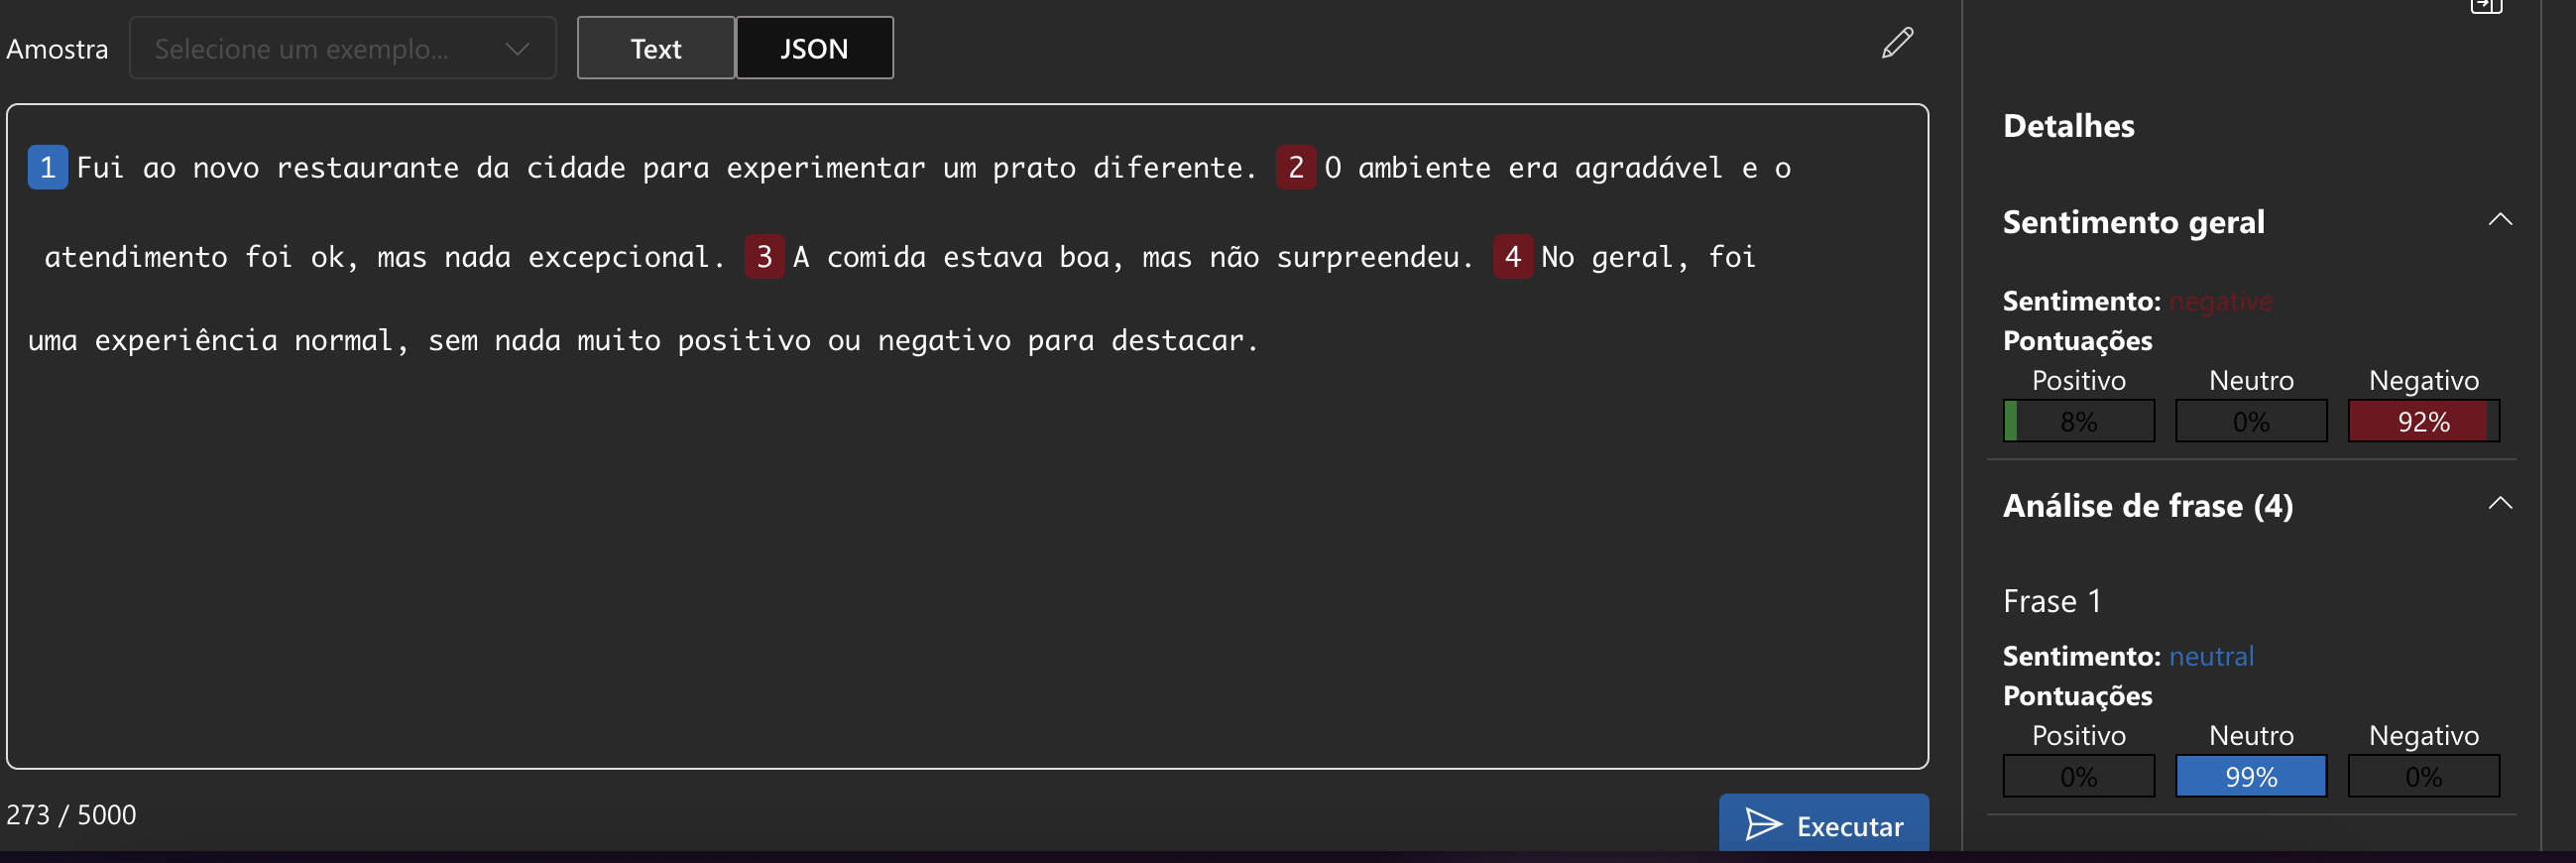 Amostra Selecione um exemplo... Text JSON
1 Fui ao novo restaurante da cidade para experimentar um prato diferente. 2 O ambiente era agradável e o
atendimento foi ok, mas nada excepcional. 3 A comida estava boa, mas não surpreendeu. 4 No geral, foi
uma experiência normal, sem nada muito positivo ou negativo para destacar.
273 / 5000
Executar
Detalhes
Sentimento geral
Sentimento: negative
Pontuações
Positivo Neutro Negativo
8% 0% 92%
Análise de frase (4)
Frase 1
Sentimento: neutral
Pontuações
Positivo Neutro Negativo
0% 99% 0%